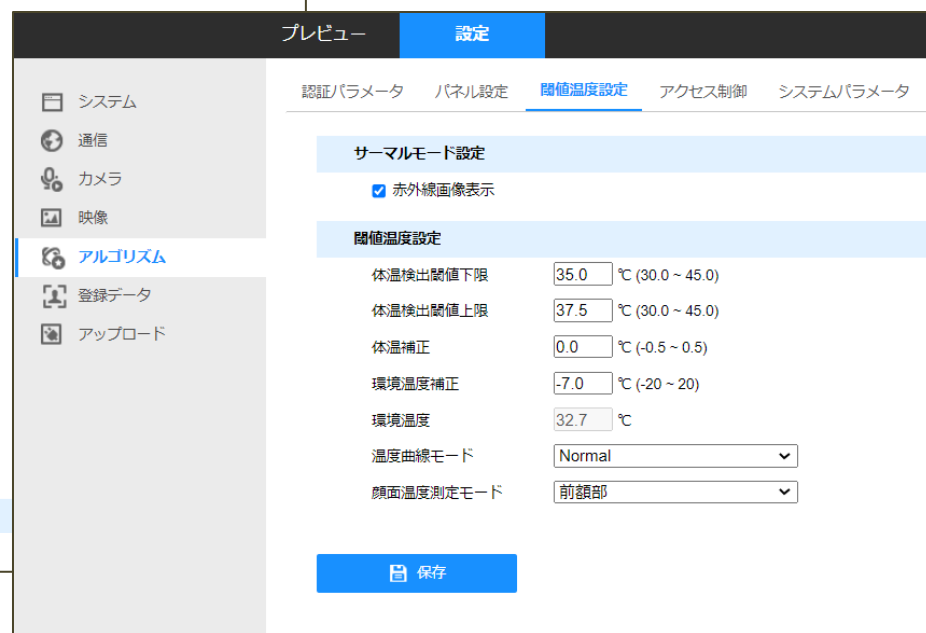 プレビュー 設定
システム
通信
カメラ
映像
アルゴリズム
登録データ
アップロード
認証パラメータ パネル設定 閾値温度設定 アクセス制御 システムパラメータ
サーマルモード設定
赤外線画像表示
閾値温度設定
体温検出閾値下限 35.0 ℃ (30.0 ~ 45.0)
体温検出閾値上限 37.5 ℃ (30.0 ~ 45.0)
体温補正 0.0 ℃ (-0.5 ~ 0.5)
環境温度補正 -7.0 ℃ (-20 ~ 20)
環境温度 32.7 ℃
温度曲線モード Normal
顔面温度測定モード 前額部
保存